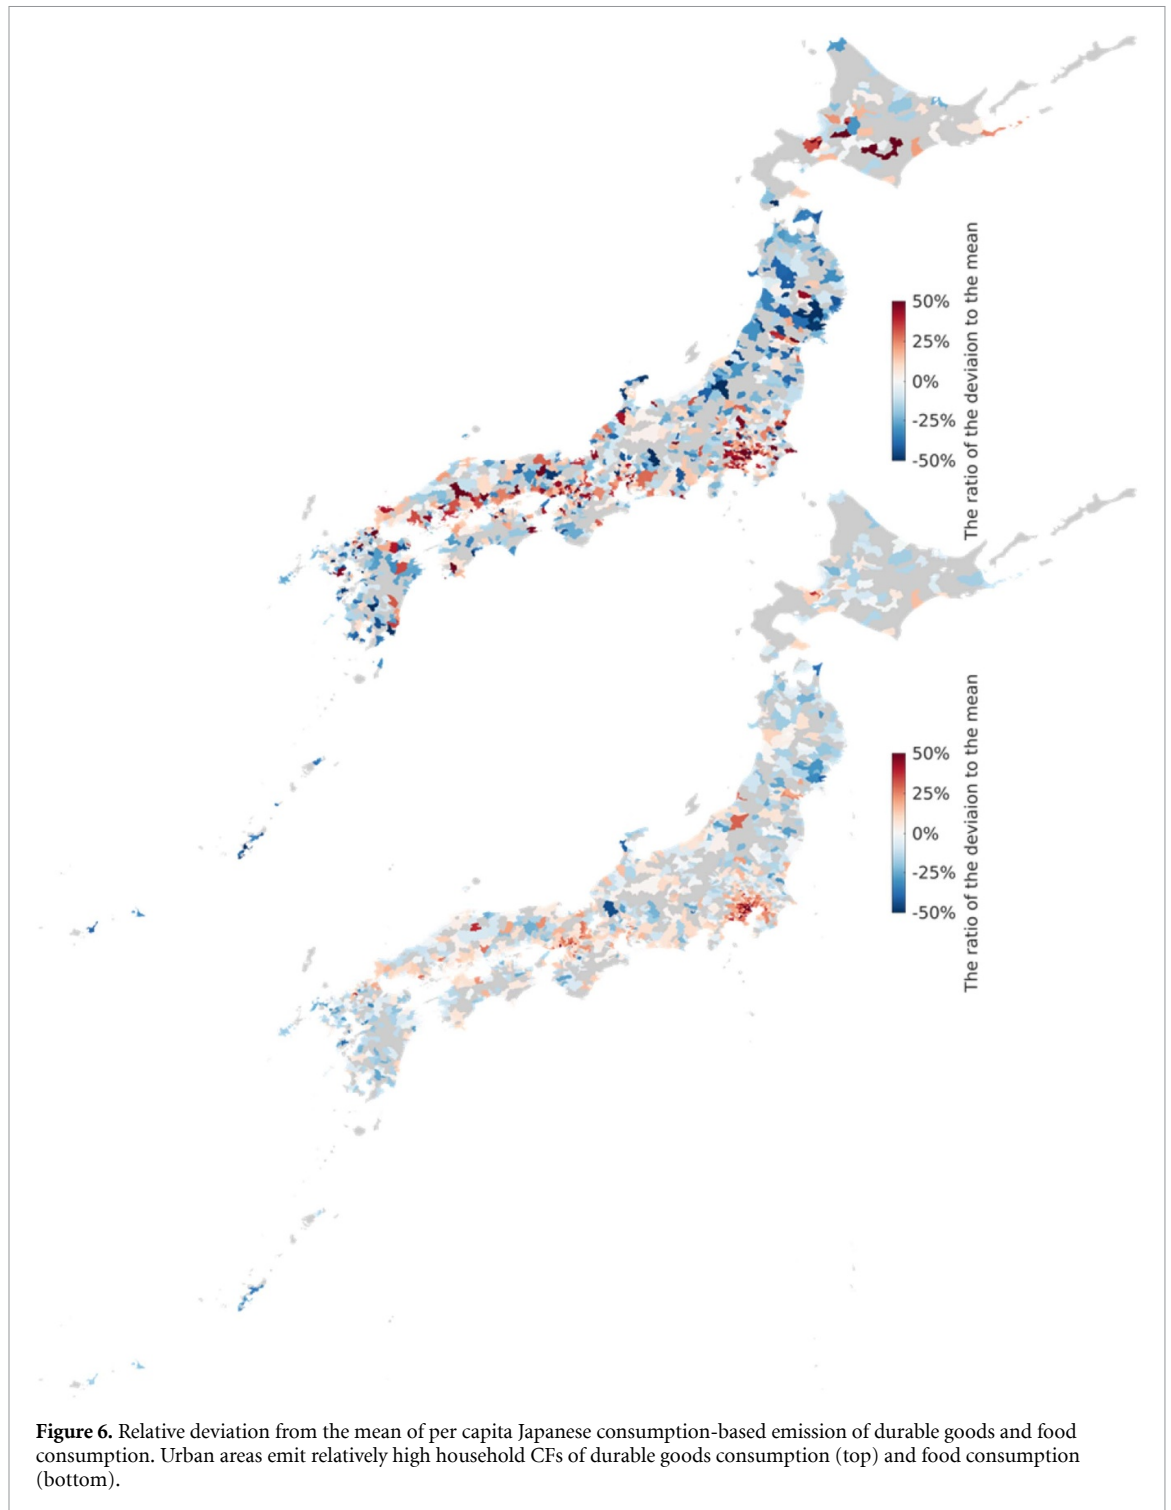 50%
25%
0%
-25%
-50%
The ratio of the deviaion to the mean
50%
25%
0%
-25%
-50%
The ratio of the deviaion to the mean
Figure 6. Relative deviation from the mean of per capita Japanese consumption-based emission of durable goods and food
consumption. Urban areas emit relatively high household CFs of durable goods consumption (top) and food consumption
(bottom).